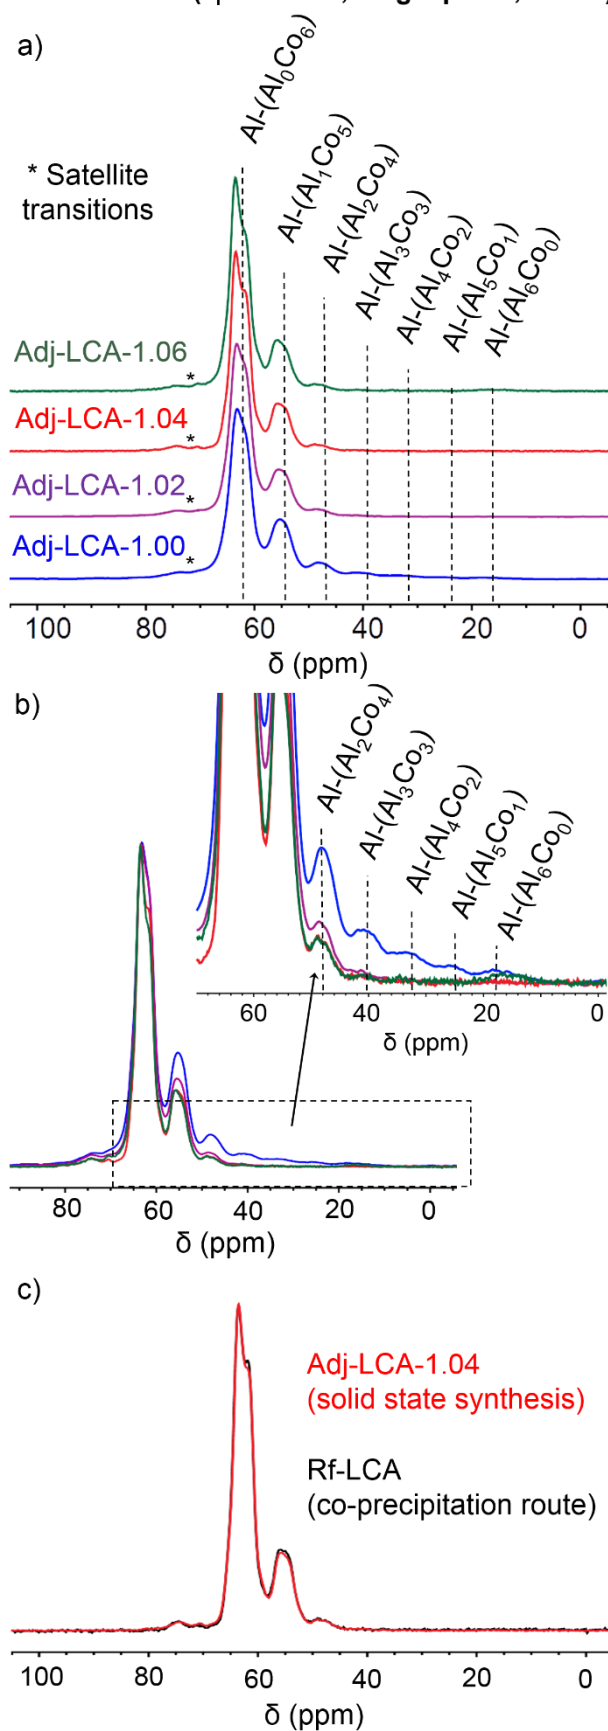 a)
Al-(Al₀Co₆)
Al-(Al₁Co₅)
Al-(Al₂Co₄)
Al-(Al₃Co₃)
Al-(Al₄Co₂)
Al-(Al₅Co₁)
Al-(Al₆Co₀)
* Satellite
transitions
Adj-LCA-1.06
*
Adj-LCA-1.04
*
Adj-LCA-1.02
*
Adj-LCA-1.00
*
100 80 60 40 20 0
δ (ppm)
b)
Al-(Al₂Co₄)
Al-(Al₃Co₃)
Al-(Al₄Co₂)
Al-(Al₅Co₁)
Al-(Al₆Co₀)
60 40 20 0
δ (ppm)
80 60 40 20 0
δ (ppm)
c)
Adj-LCA-1.04
(solid state synthesis)
Rf-LCA
(co-precipitation route)
100 80 60 40 20 0
δ (ppm)